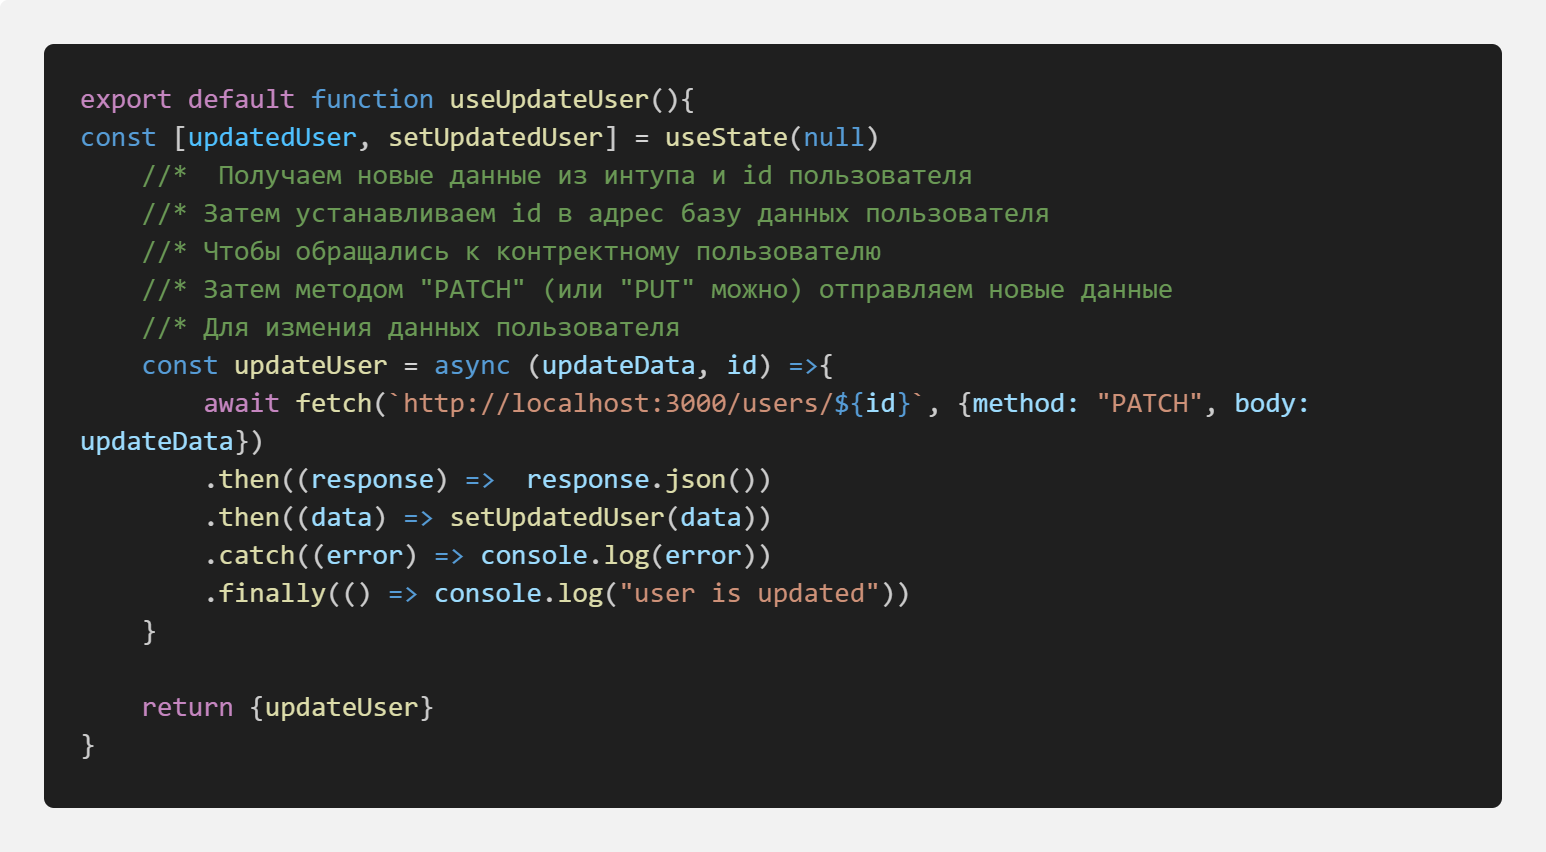 export default function useUpdateUser(){
const [updatedUser, setUpdatedUser] = useState(null)
    //*  Получаем новые данные из интупа и id пользователя
    //* Затем устанавливаем id в адрес базу данных пользователя
    //* Чтобы обращались к контректному пользователю
    //* Затем методом "PATCH" (или "PUT" можно) отправляем новые данные
    //* Для измения данных пользователя
    const updateUser = async (updateData, id) =>{
        await fetch(`http://localhost:3000/users/${id}`, {method: "PATCH", body:
updateData})
        .then((response) =>  response.json())
        .then((data) => setUpdatedUser(data))
        .catch((error) => console.log(error))
        .finally(() => console.log("user is updated"))
    }

    return {updateUser}
}